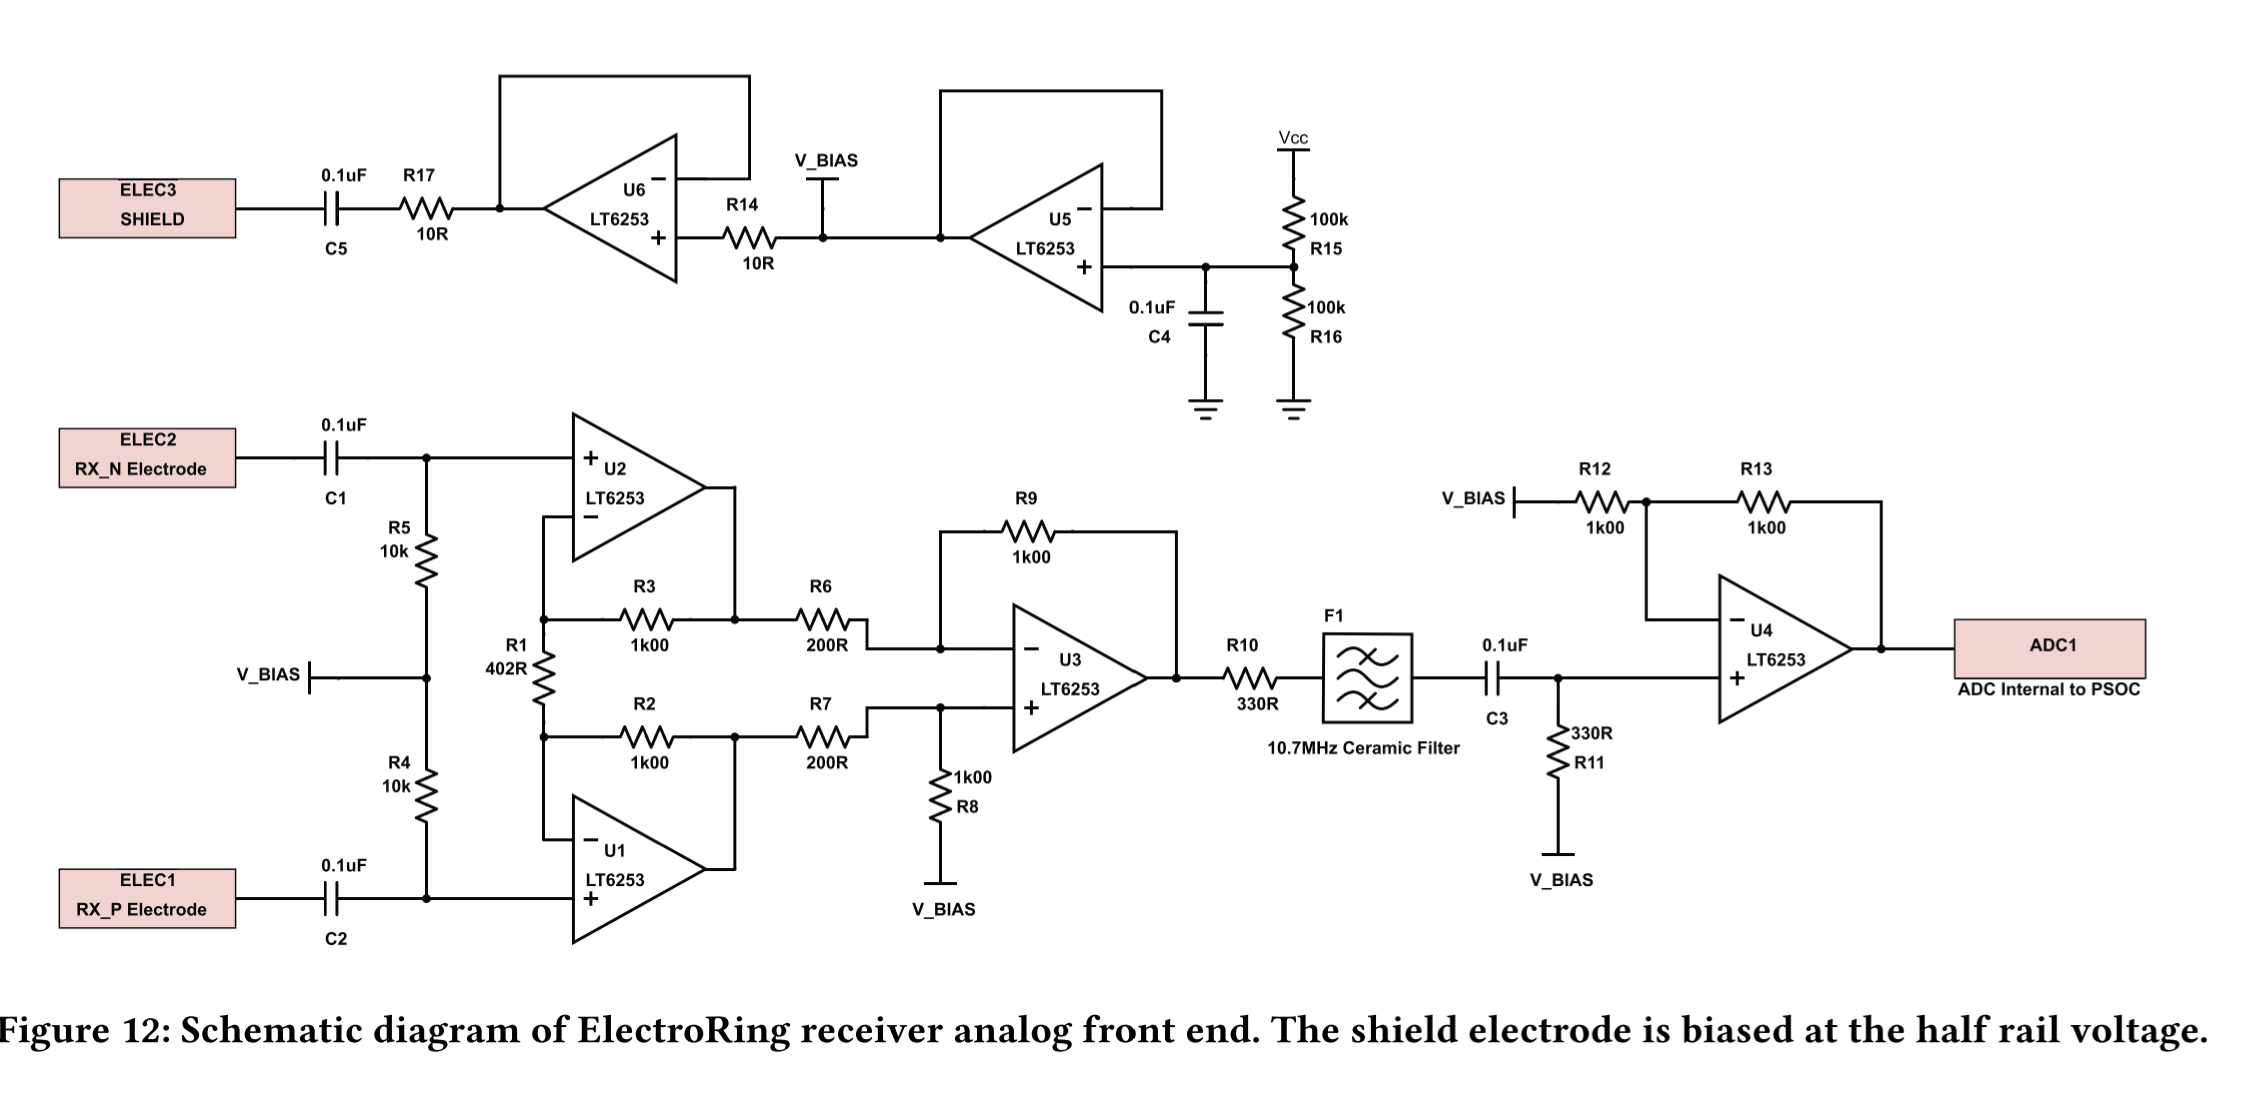 Vcc
V_BIAS
0.1uF
R17
ELEC3
SHIELD
10R
C5
U6
LT6253
−
+
R14
10R
U5
LT6253
−
+
100k
R15
0.1uF
C4
100k
R16
ELEC2
RX_N Electrode
0.1uF
C1
+
U2
LT6253
−
R5
10k
R3
1k00
R6
200R
R9
1k00
R1
402R
V_BIAS
R2
1k00
R7
200R
−
U3
LT6253
+
R10
330R
F1
10.7MHz Ceramic Filter
0.1uF
C3
V_BIAS
R12
1k00
R13
1k00
−
U4
LT6253
+
ADC1
ADC Internal to PSOC
330R
R11
V_BIAS
R4
10k
1k00
R8
V_BIAS
−
U1
LT6253
+
ELEC1
RX_P Electrode
0.1uF
C2
Figure 12: Schematic diagram of ElectroRing receiver analog front end. The shield electrode is biased at the half rail voltage.